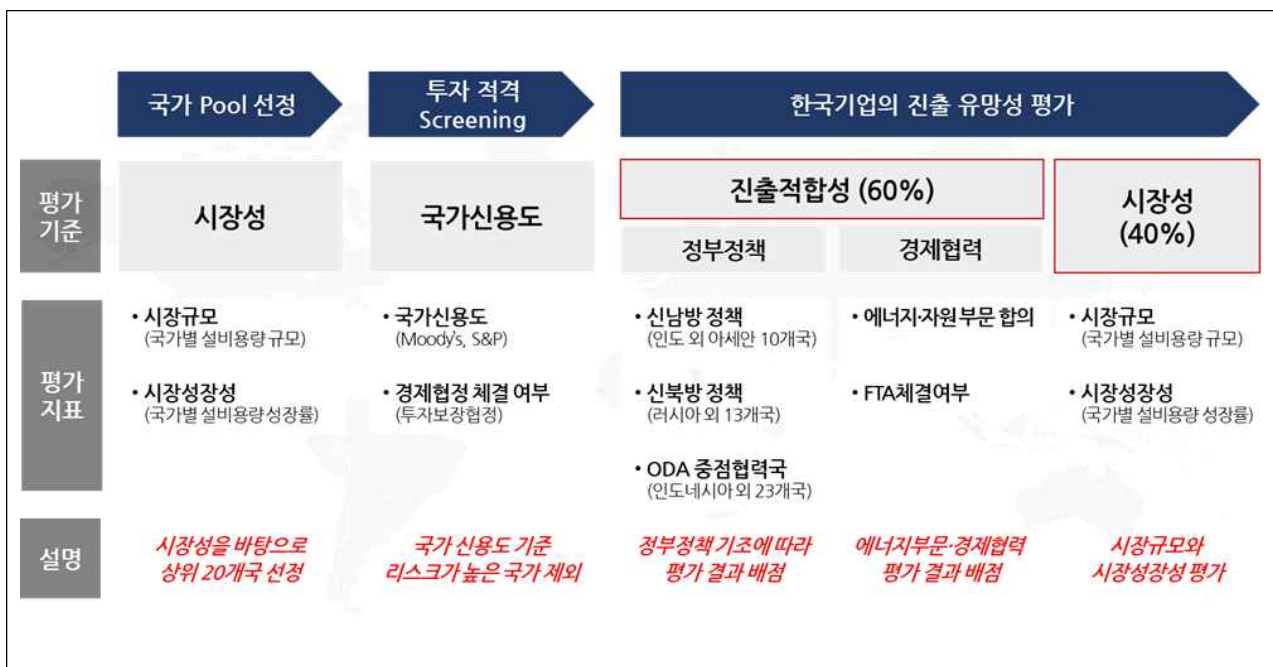 국가 Pool 선정
투자 적격
Screening
한국기업의 진출 유망성 평가
평가
기준
시장성
국가신용도
진출적합성 (60%)
정부정책
경제협력
시장성
(40%)
평가
지표
• 시장규모
(국가별 설비용량 규모)
• 시장성장성
(국가별 설비용량 성장률)
• 국가신용도
(Moody's, S&P)
• 경제협정 체결 여부
(투자보장협정)
• 신남방 정책
(인도 외 아세안 10개국)
• 신북방 정책
(러시아 외 13개국)
• ODA 중점협력국
(인도네시아 외 23개국)
• 에너지·자원 부문 합의
• FTA체결여부
• 시장규모
(국가별 설비용량 규모)
• 시장성장성
(국가별 설비용량 성장률)
설명
시장성을 바탕으로
상위 20개국 선정
국가 신용도 기준
리스크가 높은 국가 제외
정부정책 기조에 따라
평가 결과 배점
에너지부문·경제협력
평가 결과 배점
시장규모와
시장성장성 평가